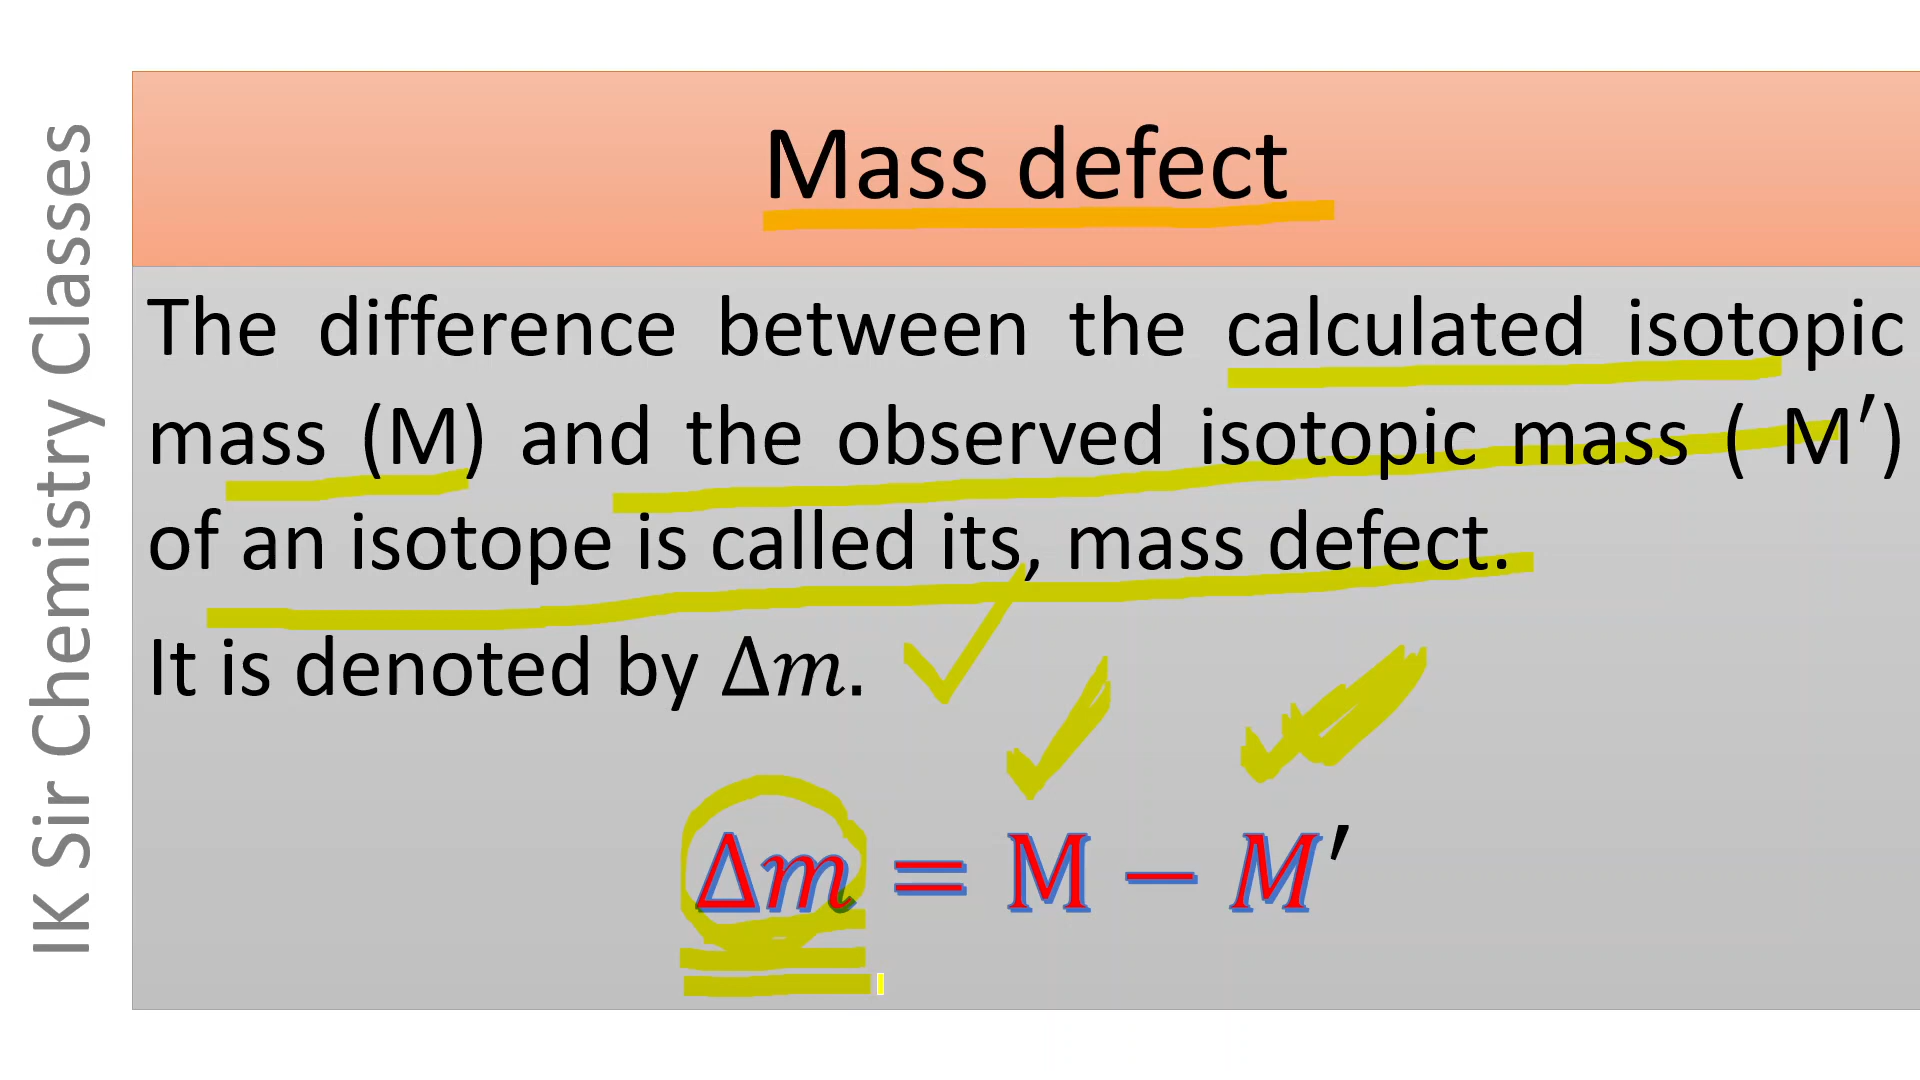 IK Sir Chemistry Classes
Mass defect
The difference between the calculated isotopic
mass (M) and the observed isotopic mass ( M′)
of an isotope is called its, mass defect.
It is denoted by Δm.
Δm = M − M′